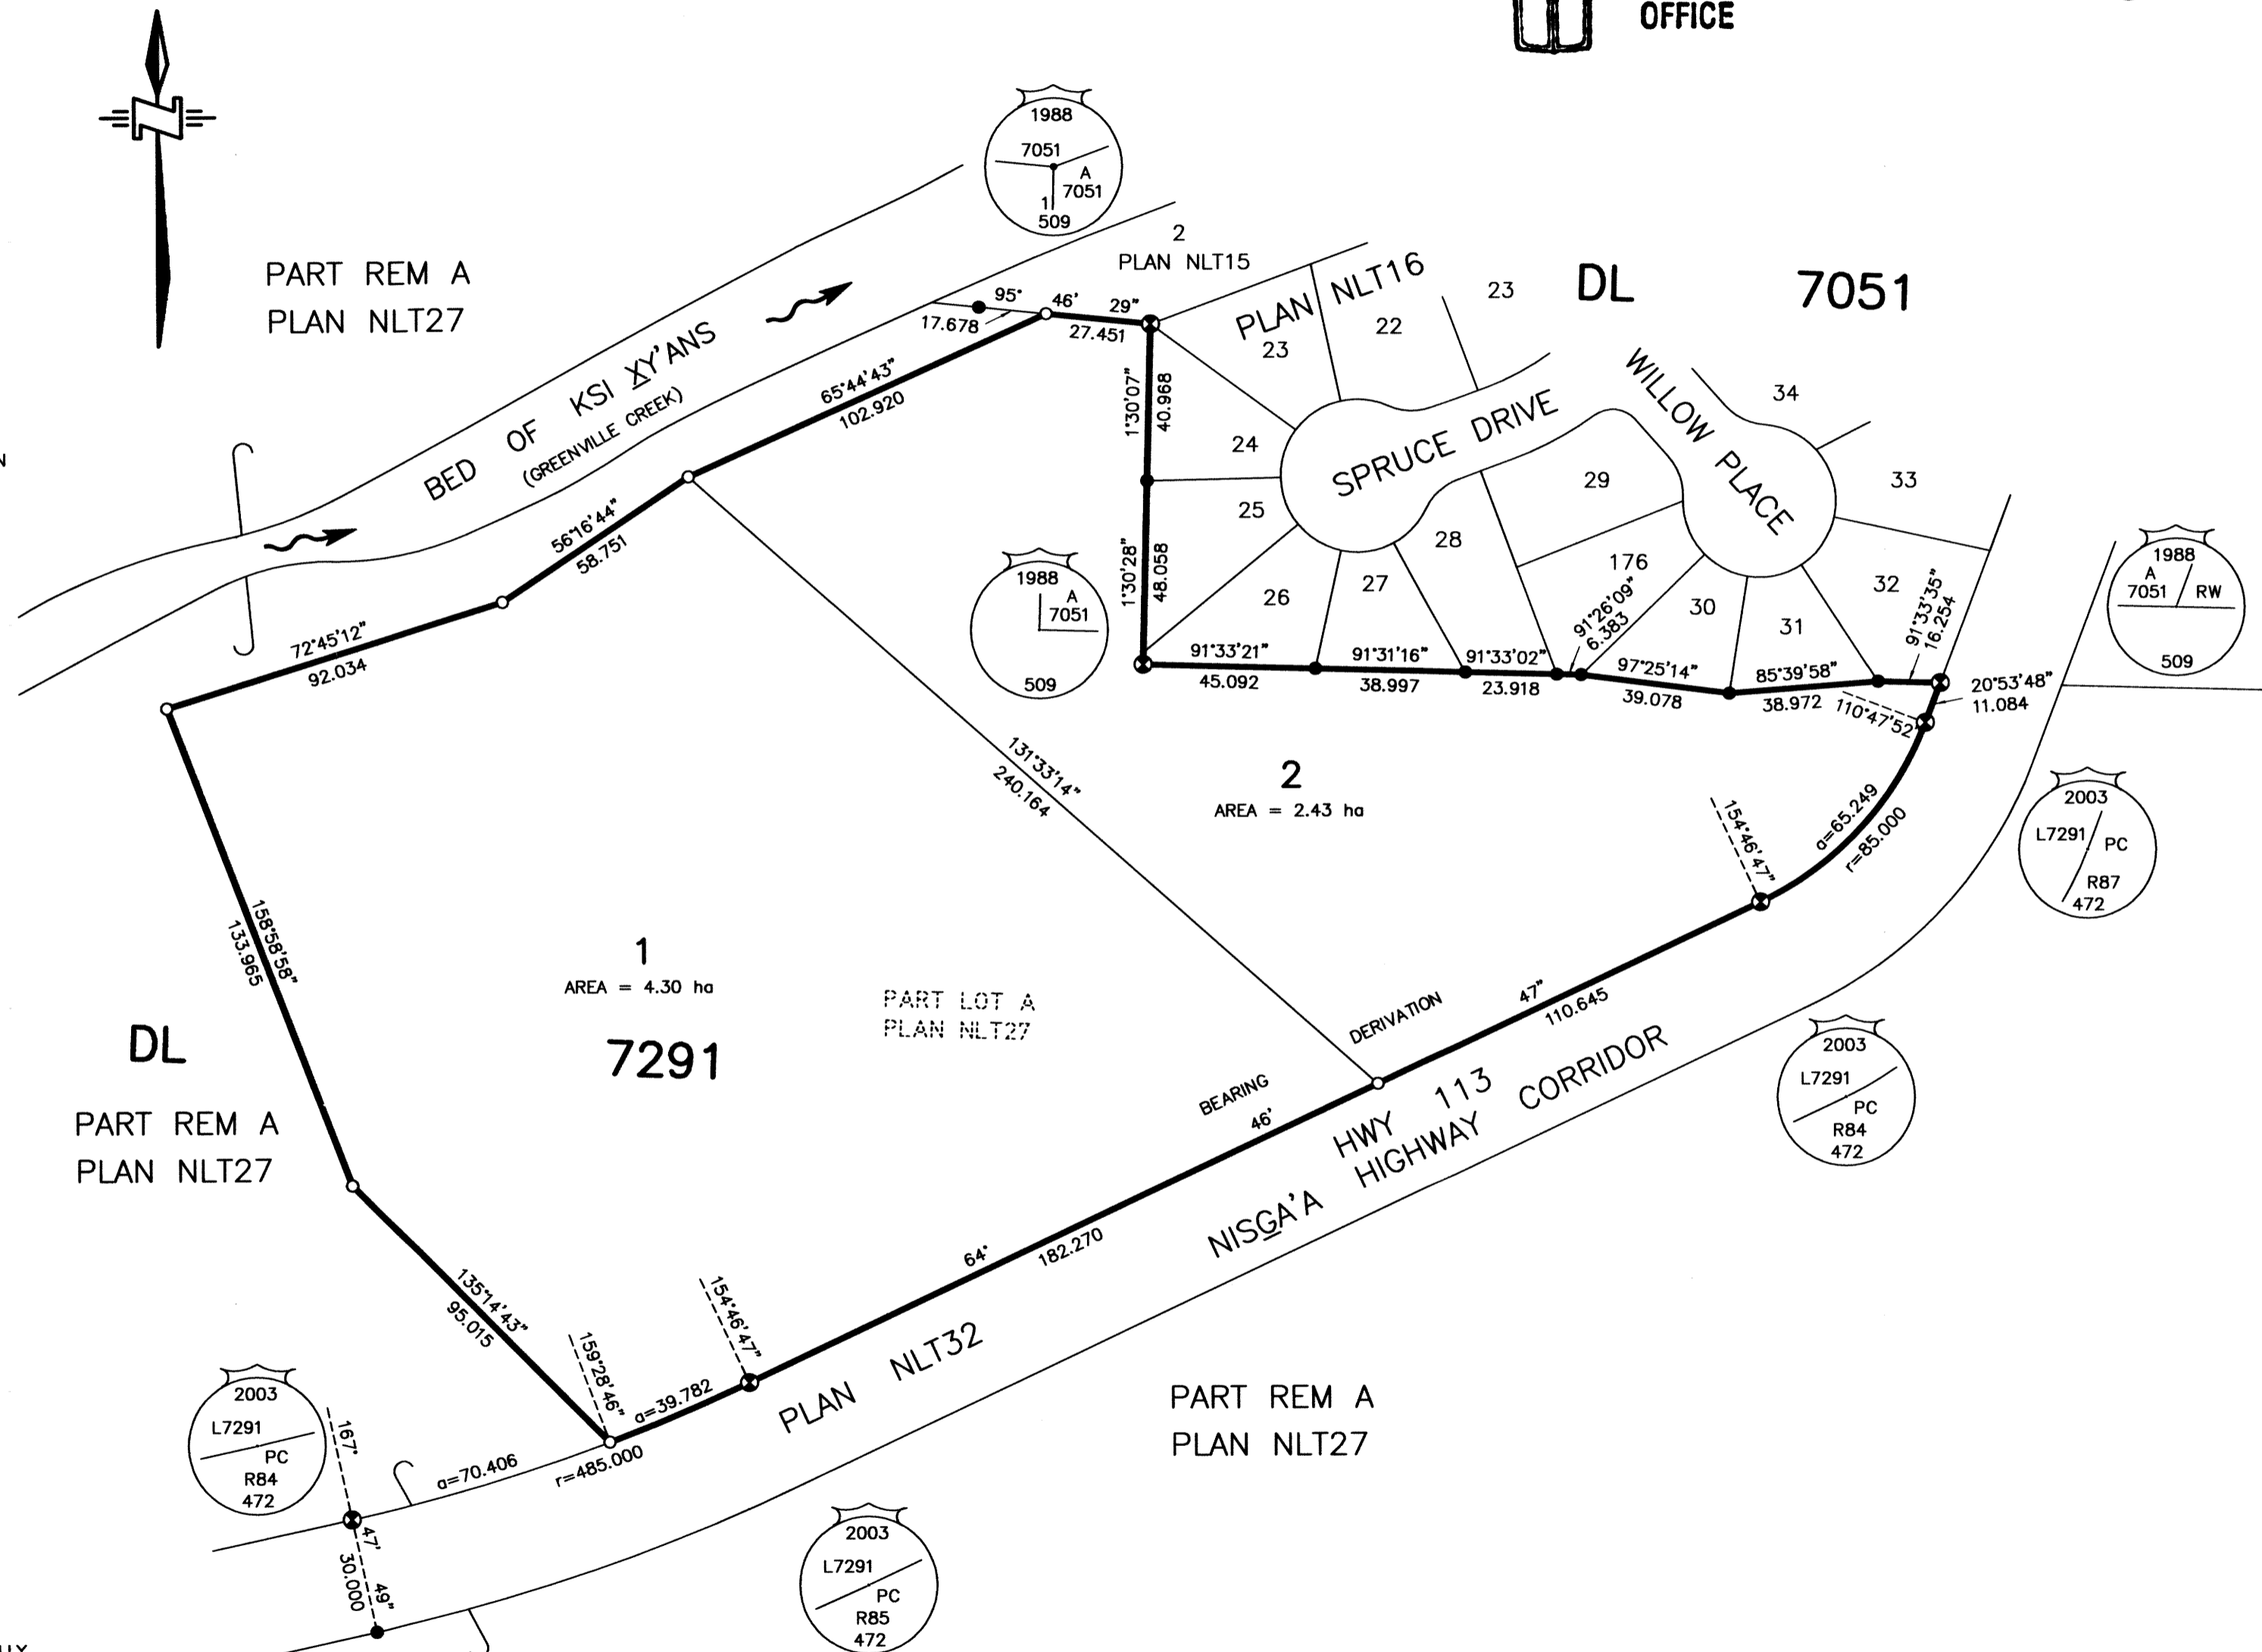 OFFICE
1988
7051
A
7051
1
509
PART REM A
PLAN NLT27
2
PLAN NLT15
PLAN NLT16
DL 7051
23
22
23
95° 46' 29"
17.678
27.451
BED OF KSI X̲Y'ANS
(GREENVILLE CREEK)
65°44'43"
102.920
1°30'07"
40.968
24
SPRUCE DRIVE
WILLOW PLACE
34
33
29
25
28
176
32
56°16'44"
58.751
1°30'28"
48.058
26
27
30
31
91°26'09"
6.383
91°33'35"
16.254
1988
A
7051
509
1988
A
7051
RW
509
72°45'12"
92.034
91°33'21"
45.092
91°31'16"
38.997
91°33'02"
23.918
97°25'14"
39.078
85°39'58"
38.972
110°47'52"
20°53'48"
11.084
131°33'14"
240.164
2
AREA = 2.43 ha
a=65.249
r=85.000
154°46'47"
2003
L7291
PC
R87
472
158°58'58"
133.965
1
AREA = 4.30 ha
7291
PART LOT A
PLAN NLT27
DL
PART REM A
PLAN NLT27
BEARING DERIVATION
64° 46' 47"
182.270
110.645
HWY 113
NISG̲A'A HIGHWAY CORRIDOR
2003
L7291
PC
R84
472
135°14'43"
95.015
159°28'46"
154°46'47"
a=39.782
PLAN NLT32
PART REM A
PLAN NLT27
2003
L7291
PC
R84
472
167°
47'
49"
30.000
a=70.406
r=485.000
2003
L7291
PC
R85
472